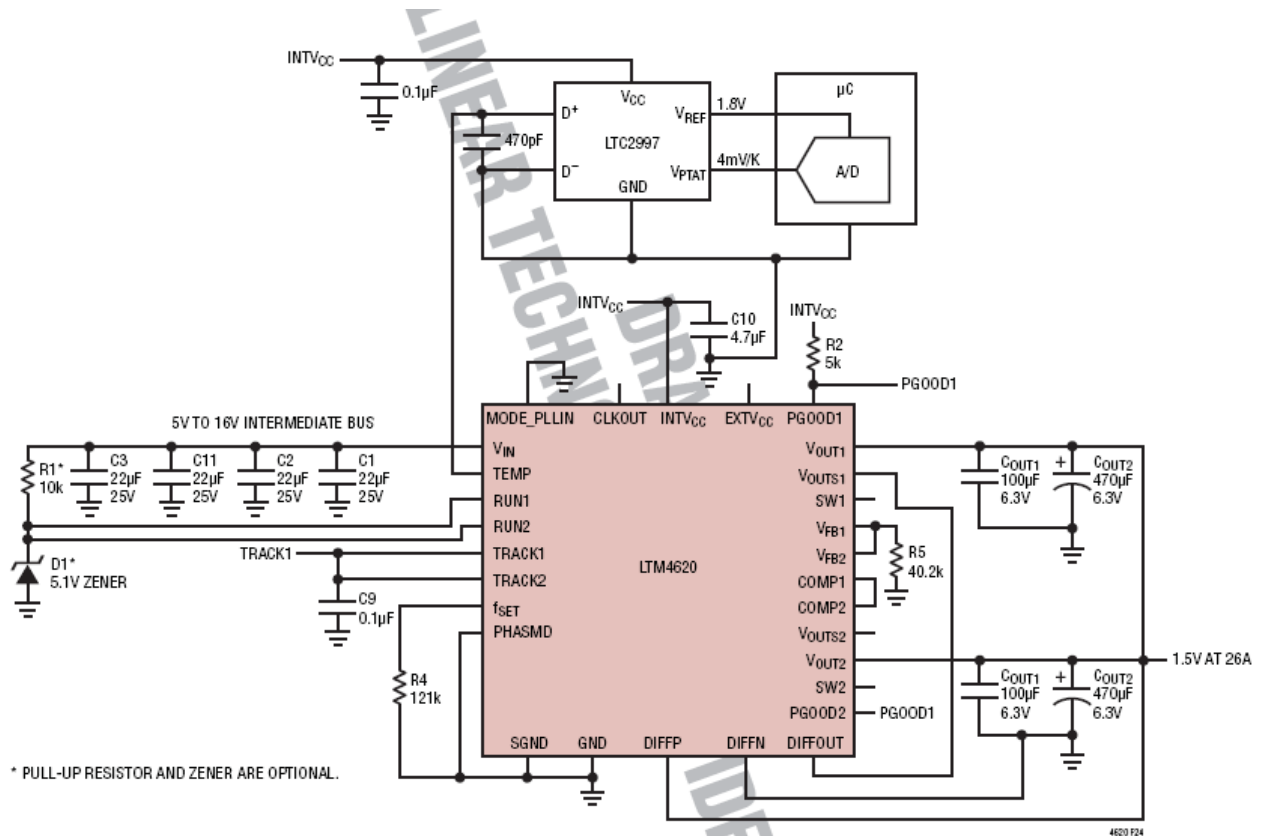 INTVCC
0.1µF
470pF
D+
D−
VCC
LTC2997
GND
VREF
VPTAT
1.8V
4mV/K
µC
A/D
LINEAR TECHN
DRA
IDE
INTVCC
C10
4.7µF
INTVCC
R2
5k
PGOOD1
5V TO 16V INTERMEDIATE BUS
R1*
10k
C3
22µF
25V
C11
22µF
25V
C2
22µF
25V
C1
22µF
25V
D1*
5.1V ZENER
TRACK1
C9
0.1µF
R4
121k
MODE_PLLIN
CLKOUT
INTVCC
EXTVCC
PGOOD1
VIN
TEMP
RUN1
RUN2
TRACK1
TRACK2
fSET
PHASMD
LTM4620
VOUT1
VOUTS1
SW1
VFB1
VFB2
COMP1
COMP2
VOUTS2
VOUT2
SW2
PGOOD2
PGOOD1
SGND
GND
DIFFP
DIFFN
DIFFOUT
R5
40.2k
COUT1
100µF
6.3V
+
COUT2
470µF
6.3V
COUT1
100µF
6.3V
+
COUT2
470µF
6.3V
1.5V AT 26A
* PULL-UP RESISTOR AND ZENER ARE OPTIONAL.
4620 F24